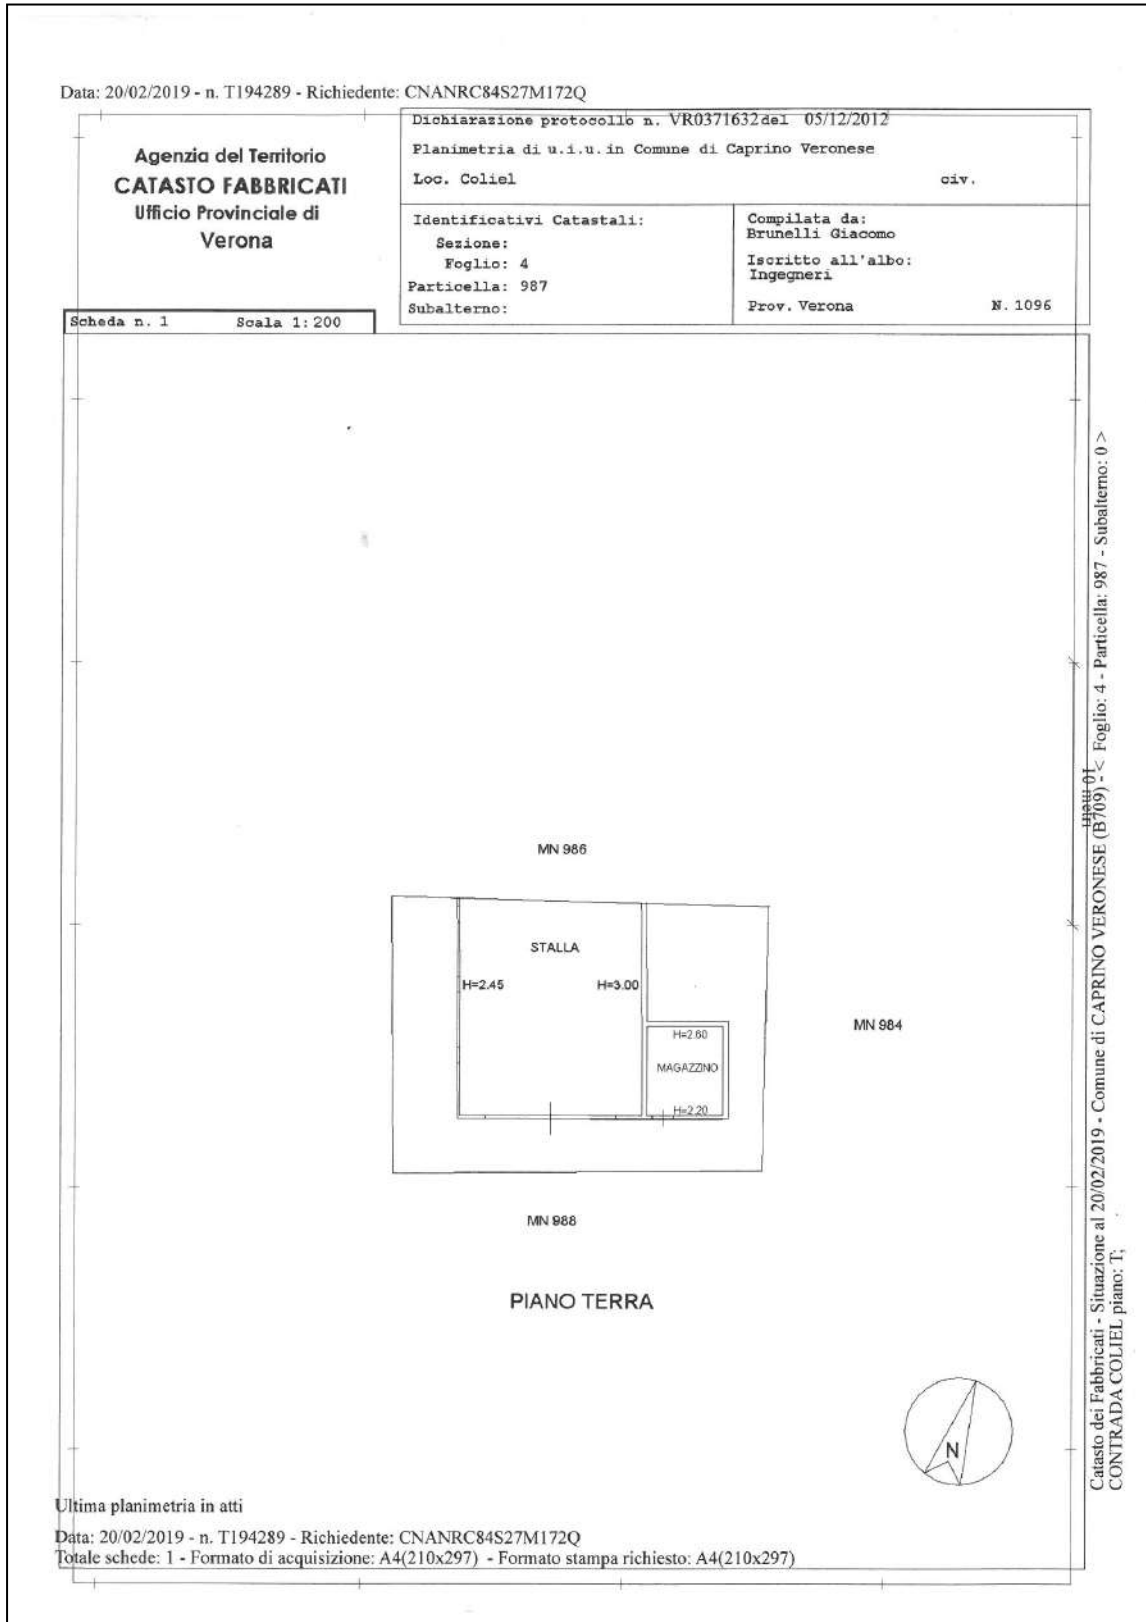 Data: 20/02/2019 - n. T194289 - Richiedente: CNANRC84S27M172Q
Agenzia del Territorio
CATASTO FABBRICATI
Ufficio Provinciale di
Verona
Dichiarazione protocollo n. VR0371632del 05/12/2012
Planimetria di u.i.u. in Comune di Caprino Veronese
Loc. Coliel civ.
Identificativi Catastali:
Sezione:
Foglio: 4
Particella: 987
Subalterno:
Compilata da:
Brunelli Giacomo
Iscritto all'albo:
Ingegneri
Prov. Verona N. 1096
Scheda n. 1 Scala 1:200
MN 986
STALLA
H=2.45 H=3.00
MN 984
H=2.60
MAGAZZINO
H=2.20
MN 988
PIANO TERRA
N
10 metri
Catasto dei Fabbricati - Situazione al 20/02/2019 - Comune di CAPRINO VERONESE (B709) - < Foglio: 4 - Particella: 987 - Subalterno: 0 >
CONTRADA COLIEL piano: T;
Ultima planimetria in atti
Data: 20/02/2019 - n. T194289 - Richiedente: CNANRC84S27M172Q
Totale schede: 1 - Formato di acquisizione: A4(210x297) - Formato stampa richiesto: A4(210x297)